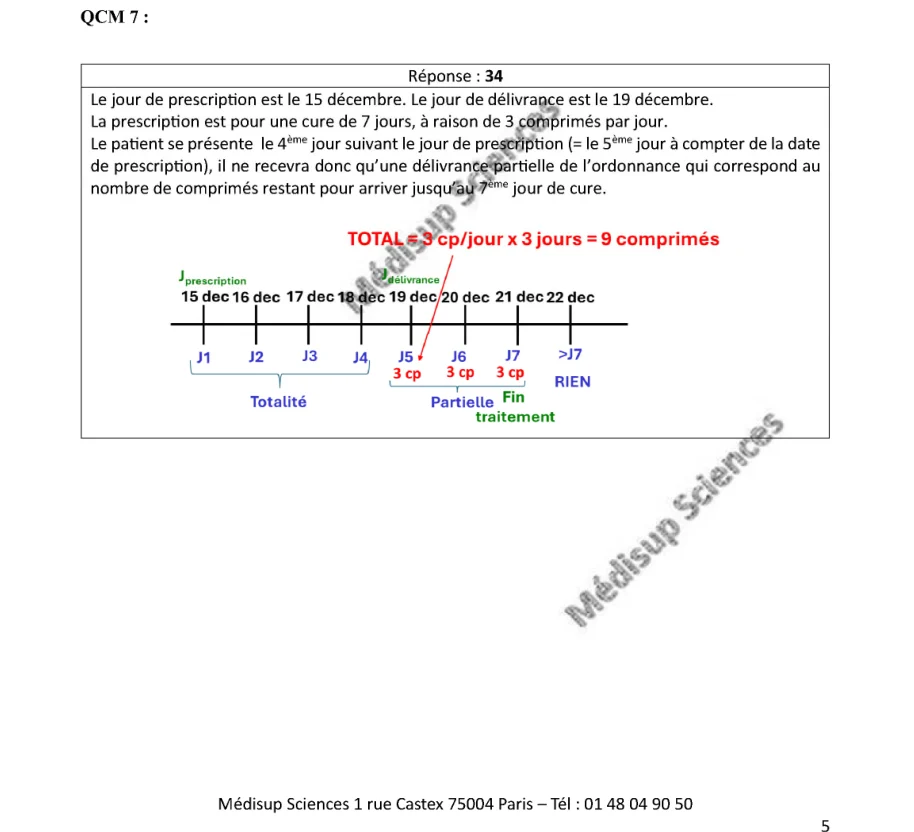 QCM 7 :
Réponse : 34
Le jour de prescription est le 15 décembre. Le jour de délivrance est le 19 décembre.
La prescription est pour une cure de 7 jours, à raison de 3 comprimés par jour.
Le patient se présente le 4ème jour suivant le jour de prescription (= le 5ème jour à compter de la date
de prescription), il ne recevra donc qu'une délivrance partielle de l'ordonnance qui correspond au
nombre de comprimés restant pour arriver jusqu'au 7ème jour de cure.
Médisup Sciences
TOTAL = 3 cp/jour x 3 jours = 9 comprimés
Jprescription Jdélivrance
15 dec 16 dec 17 dec 18 dec 19 dec 20 dec 21 dec 22 dec
J1 J2 J3 J4 J5 J6 J7 >J7
3 cp 3 cp 3 cp RIEN
Totalité Partielle Fin
traitement
Médisup Sciences
Médisup Sciences 1 rue Castex 75004 Paris – Tél : 01 48 04 90 50
5